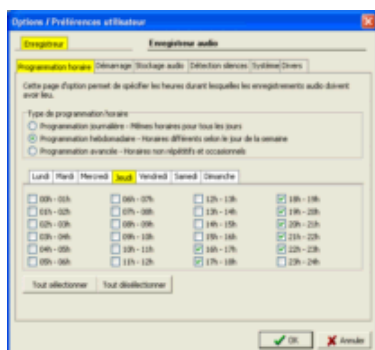 Options / Préférences utilisateur
Enregistreur
Enregistreur audio
Programmation horaire Démarrage Stockage audio Détection silences Système Divers
Cette page d'option permet de spécifier les heures durant lesquelles les enregistrements audio doivent
avoir lieu.
Type de programmation horaire
Programmation journalière - Mêmes horaires pour tous les jours
Programmation hebdomadaire - Horaires différents selon le jour de la semaine
Programmation avancée - Horaires non répétitifs et occasionnels
Lundi Mardi Mercredi Jeudi Vendredi Samedi Dimanche
00h - 01h 06h - 07h 12h - 13h 18h - 19h
01h - 02h 07h - 08h 13h - 14h 19h - 20h
02h - 03h 08h - 09h 14h - 15h 20h - 21h
03h - 04h 09h - 10h 15h - 16h 21h - 22h
04h - 05h 10h - 11h 16h - 17h 22h - 23h
05h - 06h 11h - 12h 17h - 18h 23h - 24h
Tout sélectionner Tout désélectionner
OK Annuler